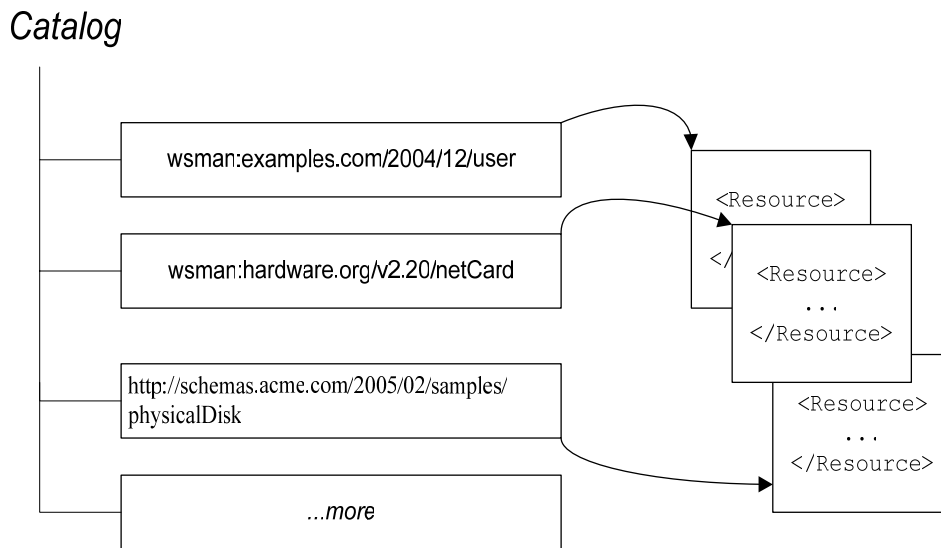 Catalog
wsman:examples.com/2004/12/user
<Resource>
</
wsman:hardware.org/v2.20/netCard
<Resource>
...
</Resource>
http://schemas.acme.com/2005/02/samples/
physicalDisk
<Resource>
...
</Resource>
...more